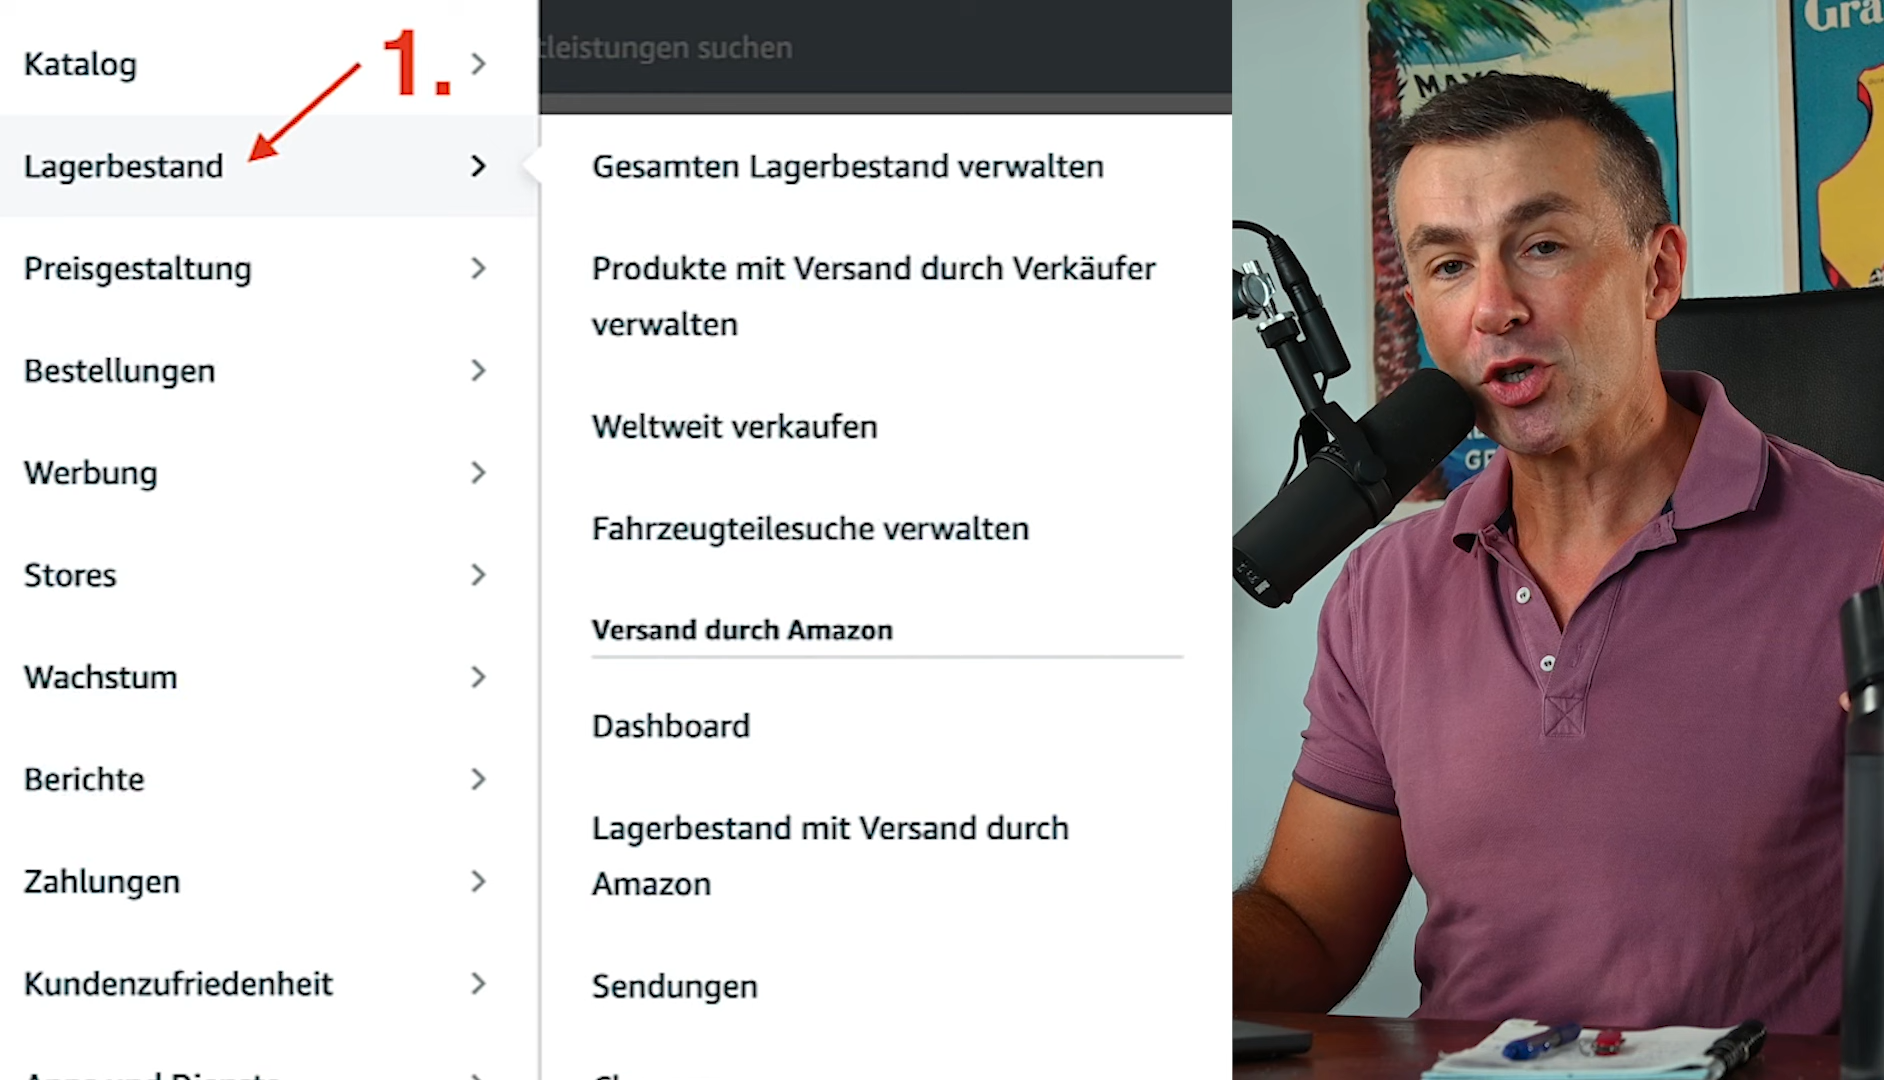 Katalog
1.
tleistungen suchen
Lagerbestand
Preisgestaltung
Bestellungen
Werbung
Stores
Wachstum
Berichte
Zahlungen
Kundenzufriedenheit
Gesamten Lagerbestand verwalten
Produkte mit Versand durch Verkäufer
verwalten
Weltweit verkaufen
Fahrzeugteilesuche verwalten
Versand durch Amazon
Dashboard
Lagerbestand mit Versand durch
Amazon
Sendungen
Gra